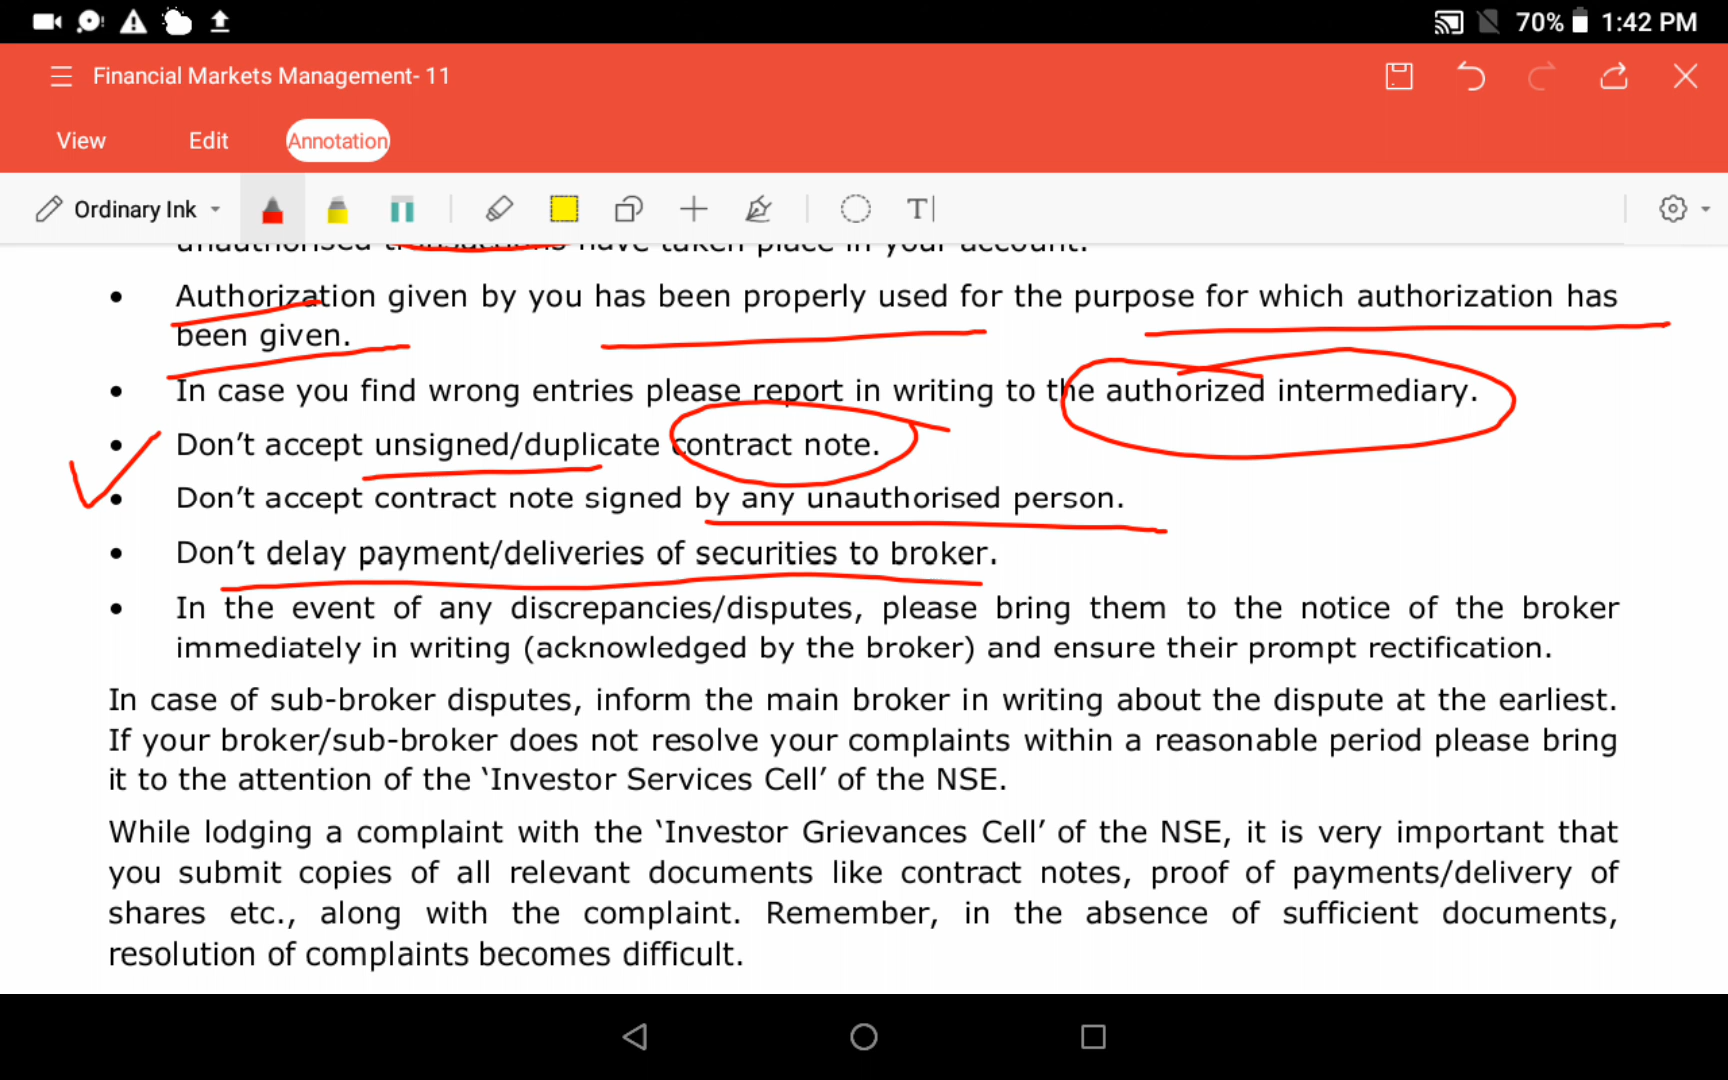 70% 1:42 PM
Financial Markets Management- 11
View Edit Annotation
Ordinary Ink T|
unauthorised transactions have taken place in your account.
• Authorization given by you has been properly used for the purpose for which authorization has
been given.
• In case you find wrong entries please report in writing to the authorized intermediary.
• Don’t accept unsigned/duplicate contract note.
• Don’t accept contract note signed by any unauthorised person.
• Don’t delay payment/deliveries of securities to broker.
• In the event of any discrepancies/disputes, please bring them to the notice of the broker
immediately in writing (acknowledged by the broker) and ensure their prompt rectification.
In case of sub-broker disputes, inform the main broker in writing about the dispute at the earliest.
If your broker/sub-broker does not resolve your complaints within a reasonable period please bring
it to the attention of the ‘Investor Services Cell’ of the NSE.
While lodging a complaint with the ‘Investor Grievances Cell’ of the NSE, it is very important that
you submit copies of all relevant documents like contract notes, proof of payments/delivery of
shares etc., along with the complaint. Remember, in the absence of sufficient documents,
resolution of complaints becomes difficult.